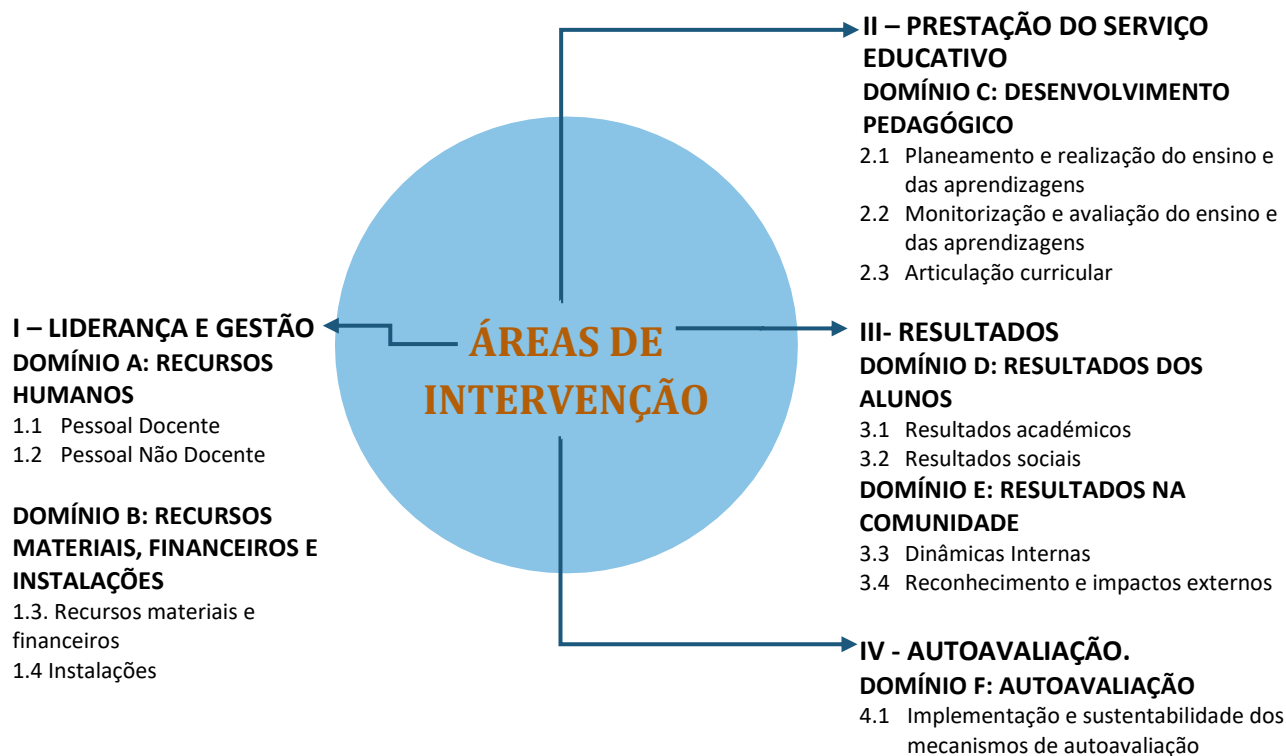 ÁREAS DE
INTERVENÇÃO
I – LIDERANÇA E GESTÃO
DOMÍNIO A: RECURSOS
HUMANOS
1.1 Pessoal Docente
1.2 Pessoal Não Docente
DOMÍNIO B: RECURSOS
MATERIAIS, FINANCEIROS E
INSTALAÇÕES
1.3. Recursos materiais e
financeiros
1.4 Instalações
II – PRESTAÇÃO DO SERVIÇO
EDUCATIVO
DOMÍNIO C: DESENVOLVIMENTO
PEDAGÓGICO
2.1 Planeamento e realização do ensino e
das aprendizagens
2.2 Monitorização e avaliação do ensino e
das aprendizagens
2.3 Articulação curricular
III- RESULTADOS
DOMÍNIO D: RESULTADOS DOS
ALUNOS
3.1 Resultados académicos
3.2 Resultados sociais
DOMÍNIO E: RESULTADOS NA
COMUNIDADE
3.3 Dinâmicas Internas
3.4 Reconhecimento e impactos externos
IV - AUTOAVALIAÇÃO.
DOMÍNIO F: AUTOAVALIAÇÃO
4.1 Implementação e sustentabilidade dos
mecanismos de autoavaliação